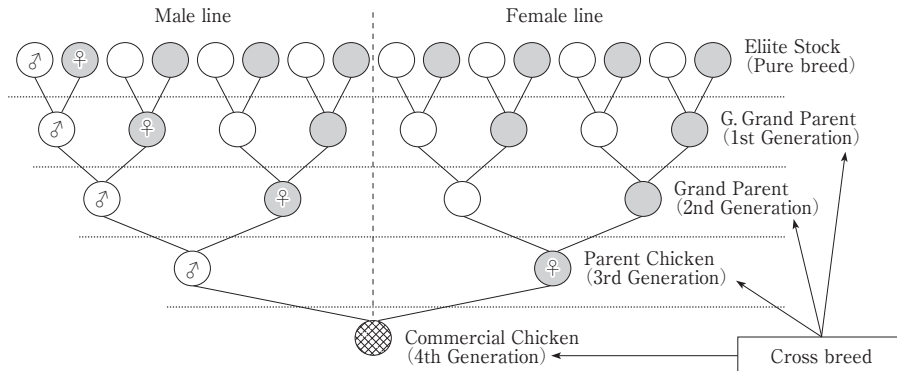 Male line
Female line
♂ ♀
Eliite Stock
(Pure breed)
♂ ♀
G. Grand Parent
(1st Generation)
♂ ♀
Grand Parent
(2nd Generation)
♂ ♀
Parent Chicken
(3rd Generation)
Commercial Chicken
(4th Generation)
Cross breed